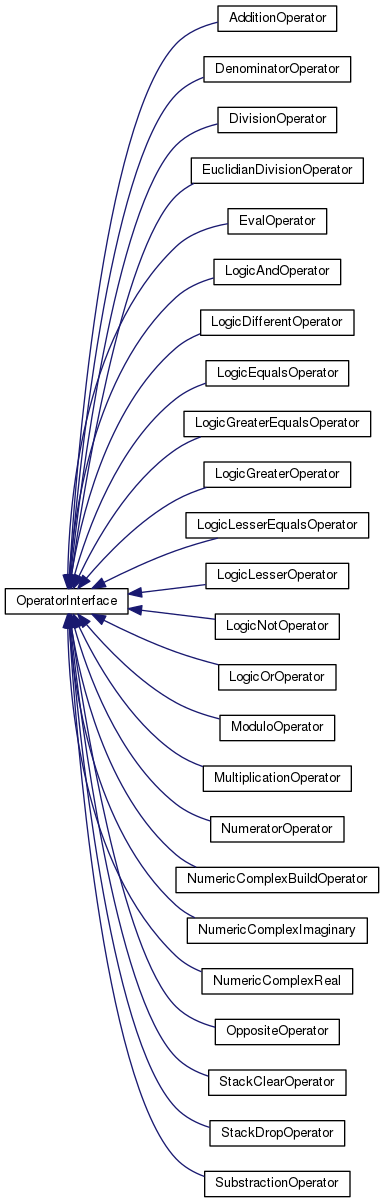 AdditionOperator
DenominatorOperator
DivisionOperator
EuclidianDivisionOperator
EvalOperator
LogicAndOperator
LogicDifferentOperator
LogicEqualsOperator
LogicGreaterEqualsOperator
LogicGreaterOperator
LogicLesserEqualsOperator
LogicLesserOperator
OperatorInterface
LogicNotOperator
LogicOrOperator
ModuloOperator
MultiplicationOperator
NumeratorOperator
NumericComplexBuildOperator
NumericComplexImaginary
NumericComplexReal
OppositeOperator
StackClearOperator
StackDropOperator
SubstractionOperator